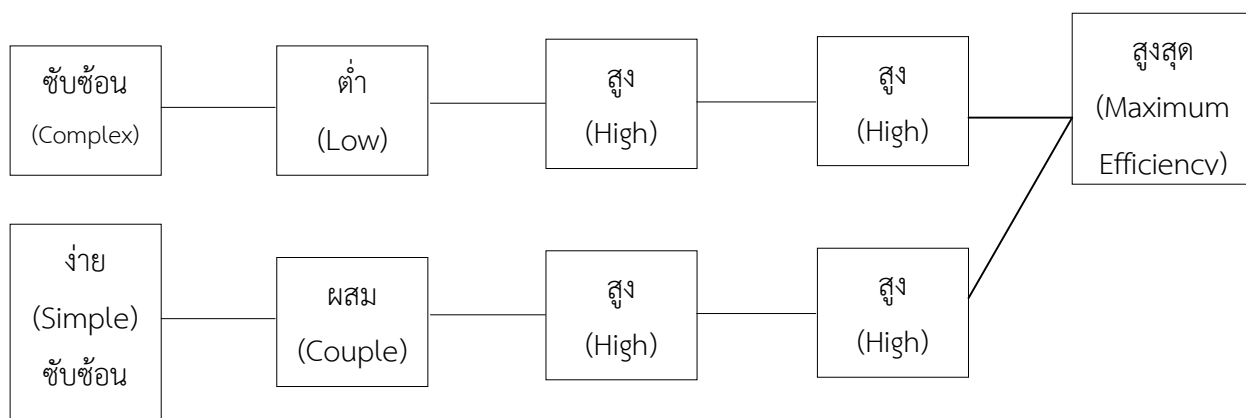 ซับซ้อน
(Complex)
ต่ำ
(Low)
สูง
(High)
สูง
(High)
สูงสุด
(Maximum
Efficiency)
ง่าย
(Simple)
ซับซ้อน
ผสม
(Couple)
สูง
(High)
สูง
(High)